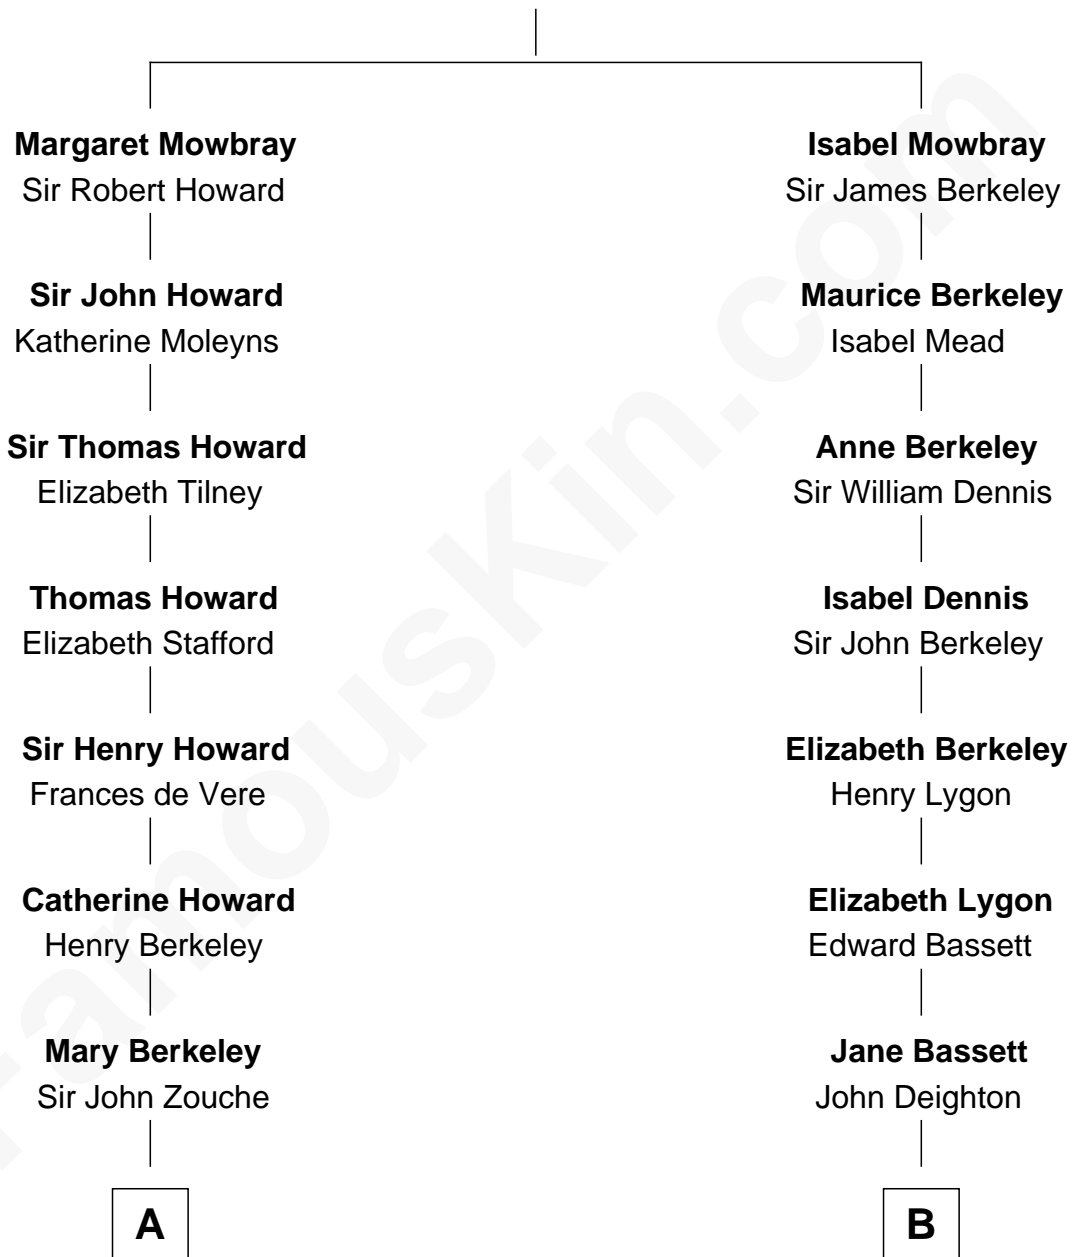 Margaret Mowbray
Sir Robert Howard
Sir John Howard
Katherine Moleyns
Sir Thomas Howard
Elizabeth Tilney
Thomas Howard
Elizabeth Stafford
Sir Henry Howard
Frances de Vere
Catherine Howard
Henry Berkeley
Mary Berkeley
Sir John Zouche
A
Isabel Mowbray
Sir James Berkeley
Maurice Berkeley
Isabel Mead
Anne Berkeley
Sir William Dennis
Isabel Dennis
Sir John Berkeley
Elizabeth Berkeley
Henry Lygon
Elizabeth Lygon
Edward Bassett
Jane Bassett
John Deighton
B
FamousKin.com